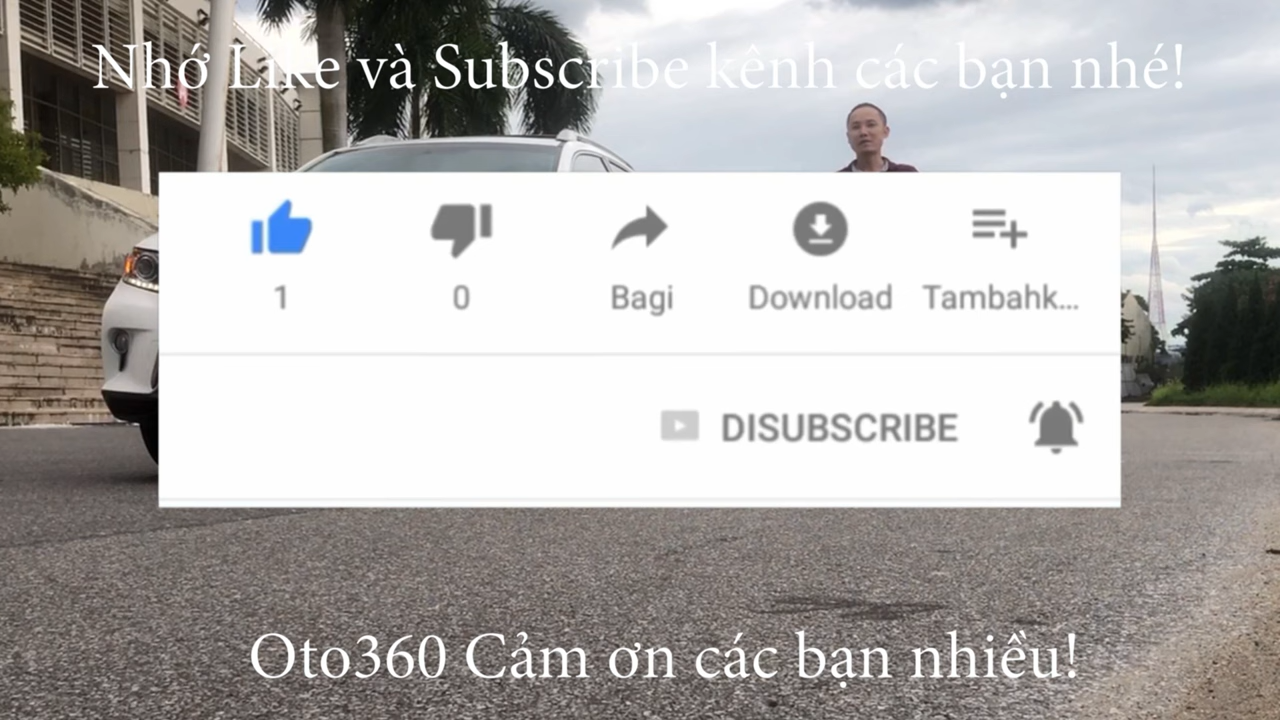 Nhớ Like và Subscribe kênh các bạn nhé!
1 0 Bagi Download Tambahk...
DISUBSCRIBE
Oto360 Cảm ơn các bạn nhiều!